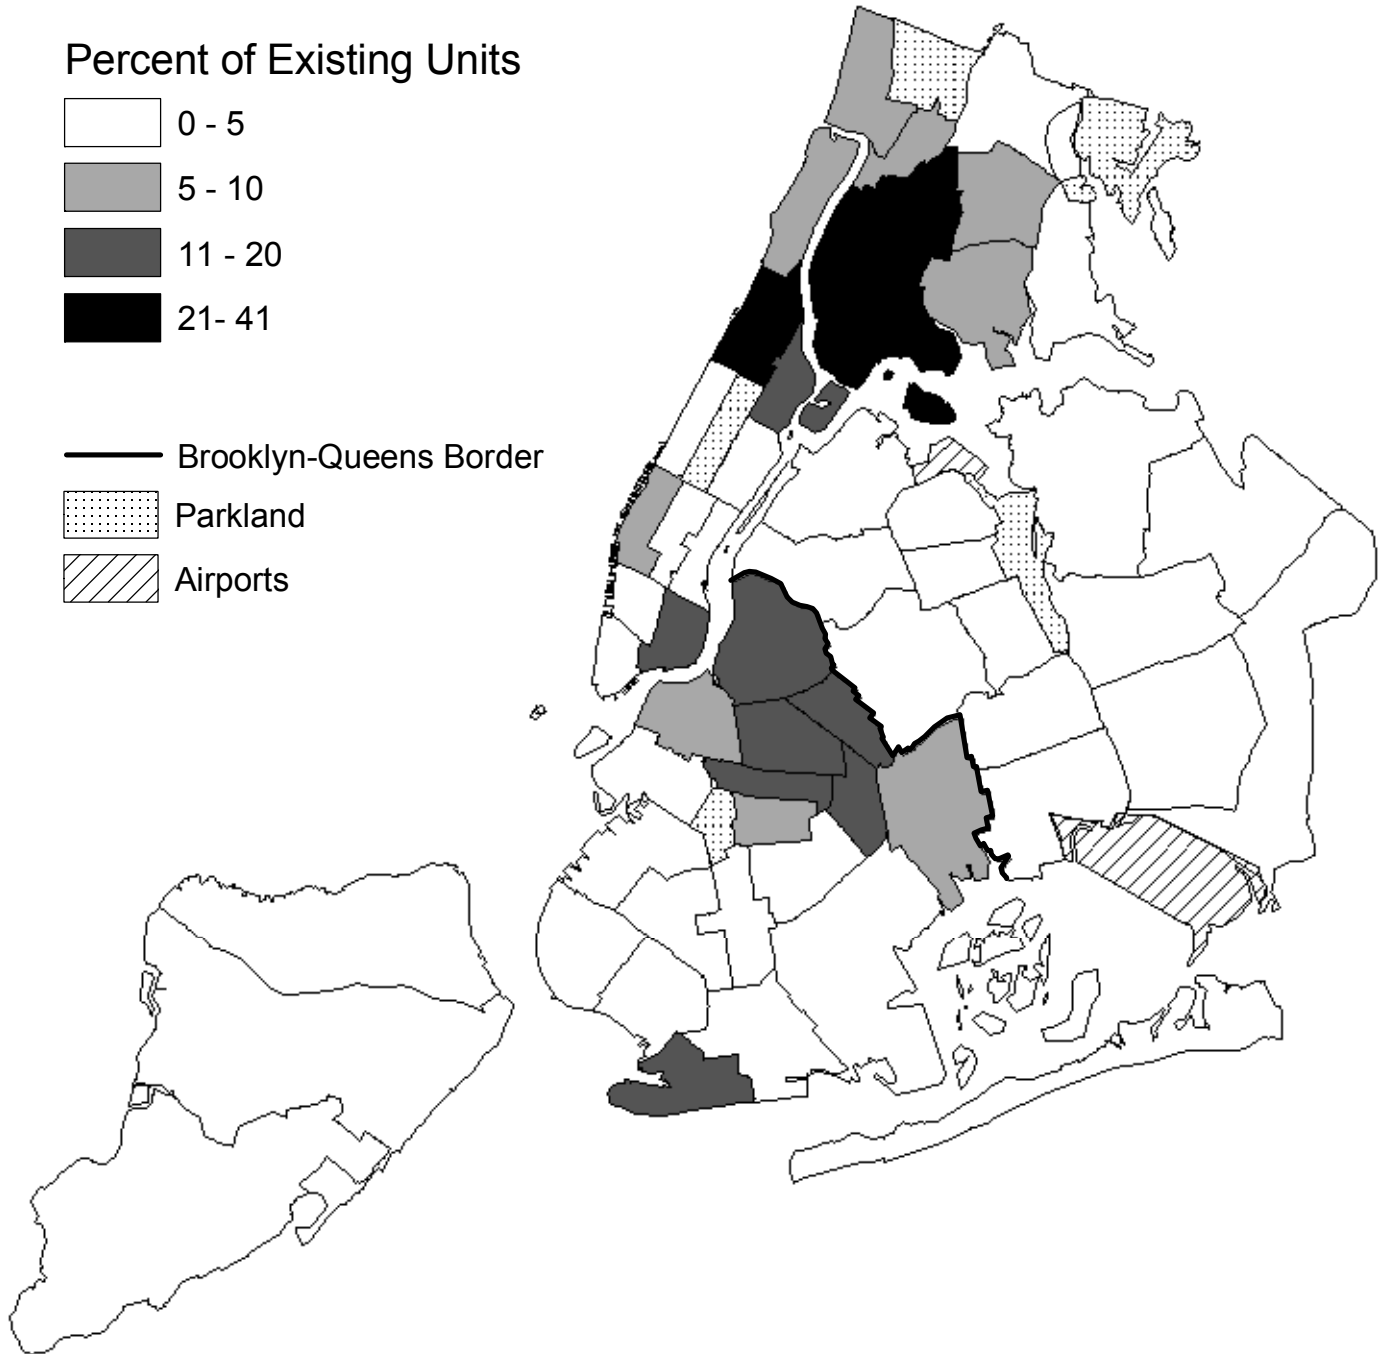 Percent of Existing Units
0 - 5
5 - 10
11 - 20
21- 41
Brooklyn-Queens Border
Parkland
Airports